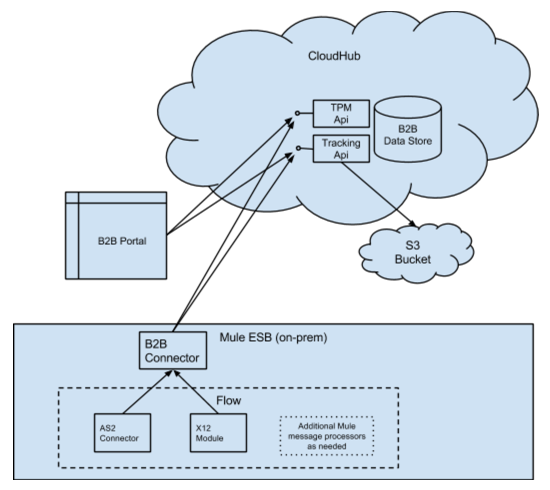 CloudHub
TPM
Api
B2B
Data Store
Tracking
Api
B2B Portal
S3
Bucket
Mule ESB (on-prem)
B2B
Connector
Flow
AS2
Connector
X12
Module
Additional Mule
message processors
as needed